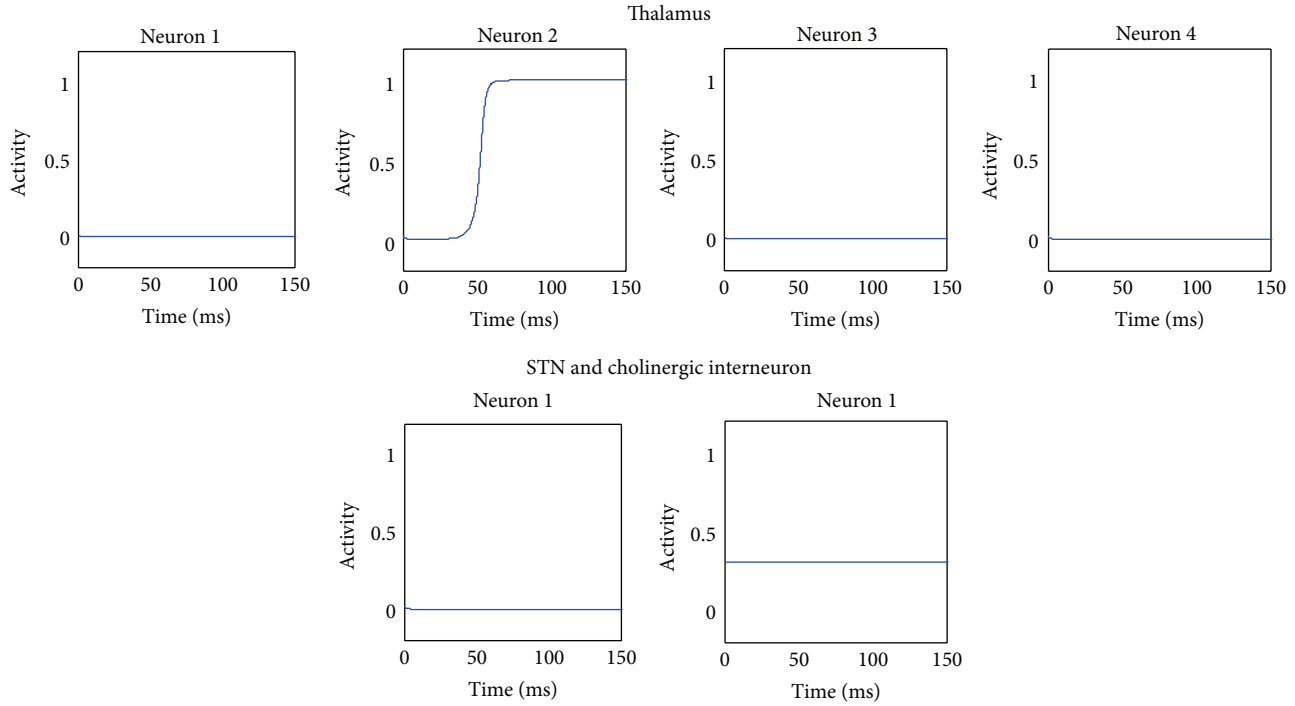 Thalamus
Neuron 1
Neuron 2
Neuron 3
Neuron 4
Activity
1
0.5
0
0 50 100 150
Time (ms)
Activity
1
0.5
0
0 50 100 150
Time (ms)
Activity
1
0.5
0
0 50 100 150
Time (ms)
Activity
1
0.5
0
0 50 100 150
Time (ms)
STN and cholinergic interneuron
Neuron 1
Neuron 1
Activity
1
0.5
0
0 50 100 150
Time (ms)
Activity
1
0.5
0
0 50 100 150
Time (ms)